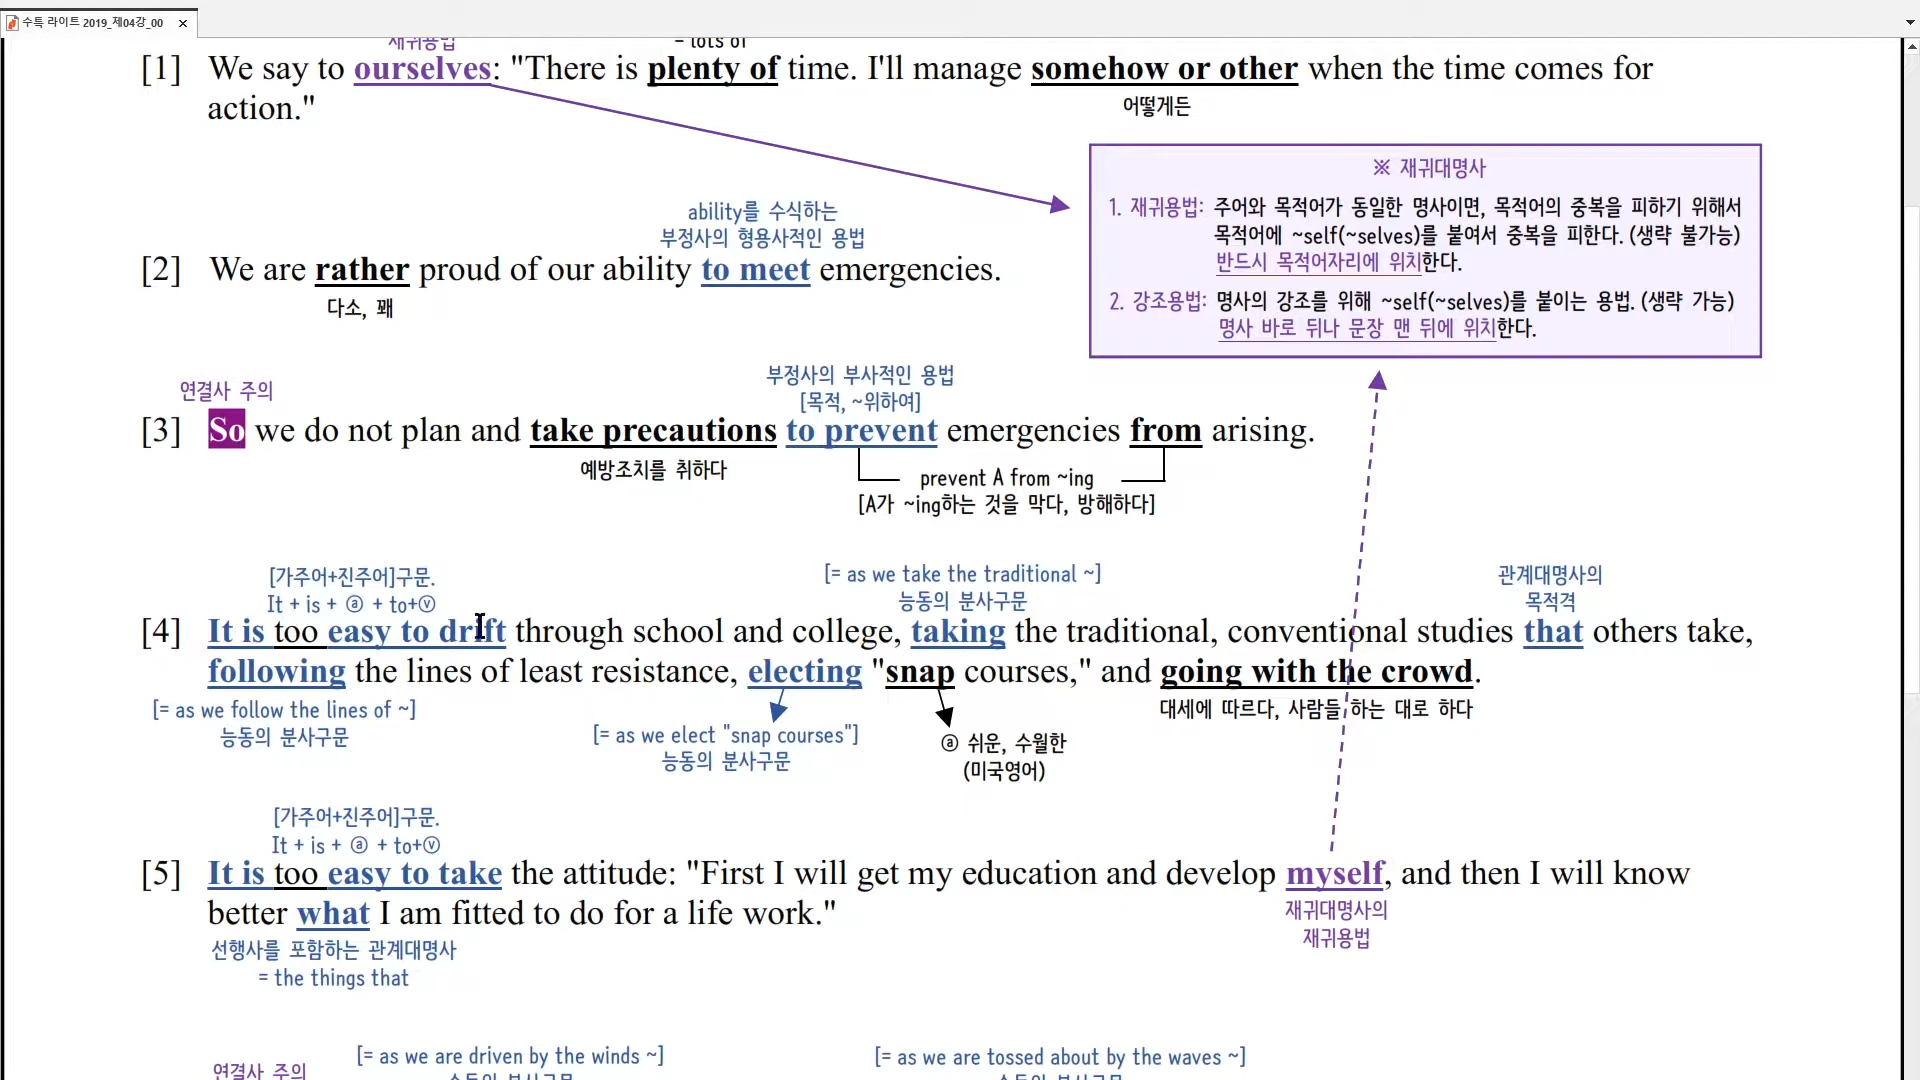 수특 라이트 2019_제04강_00
재귀용법
= lots of
[1] We say to ourselves: "There is plenty of time. I'll manage somehow or other when the time comes for
action."
어떻게든
※ 재귀대명사
1. 재귀용법: 주어와 목적어가 동일한 명사이면, 목적어의 중복을 피하기 위해서
목적어에 ~self(~selves)를 붙여서 중복을 피한다. (생략 불가능)
반드시 목적어자리에 위치한다.
2. 강조용법: 명사의 강조를 위해 ~self(~selves)를 붙이는 용법. (생략 가능)
명사 바로 뒤나 문장 맨 뒤에 위치한다.
ability를 수식하는
부정사의 형용사적인 용법
[2] We are rather proud of our ability to meet emergencies.
다소, 꽤
연결사 주의
부정사의 부사적인 용법
[목적, ~위하여]
[3] So we do not plan and take precautions to prevent emergencies from arising.
예방조치를 취하다
prevent A from ~ing
[A가 ~ing하는 것을 막다, 방해하다]
[가주어+진주어]구문.
It + is + ⓐ + to+ⓥ
[= as we take the traditional ~]
능동의 분사구문
관계대명사의
목적격
[4] It is too easy to drift through school and college, taking the traditional, conventional studies that others take,
following the lines of least resistance, electing "snap courses," and going with the crowd.
[= as we follow the lines of ~]
능동의 분사구문
[= as we elect "snap courses"]
능동의 분사구문
ⓐ 쉬운, 수월한
(미국영어)
대세에 따르다, 사람들 하는 대로 하다
[가주어+진주어]구문.
It + is + ⓐ + to+ⓥ
[5] It is too easy to take the attitude: "First I will get my education and develop myself, and then I will know
better what I am fitted to do for a life work."
재귀대명사의
재귀용법
선행사를 포함하는 관계대명사
= the things that
연결사 주의
[= as we are driven by the winds ~]
수동의 분사구문
[= as we are tossed about by the waves ~]
수동의 분사구문